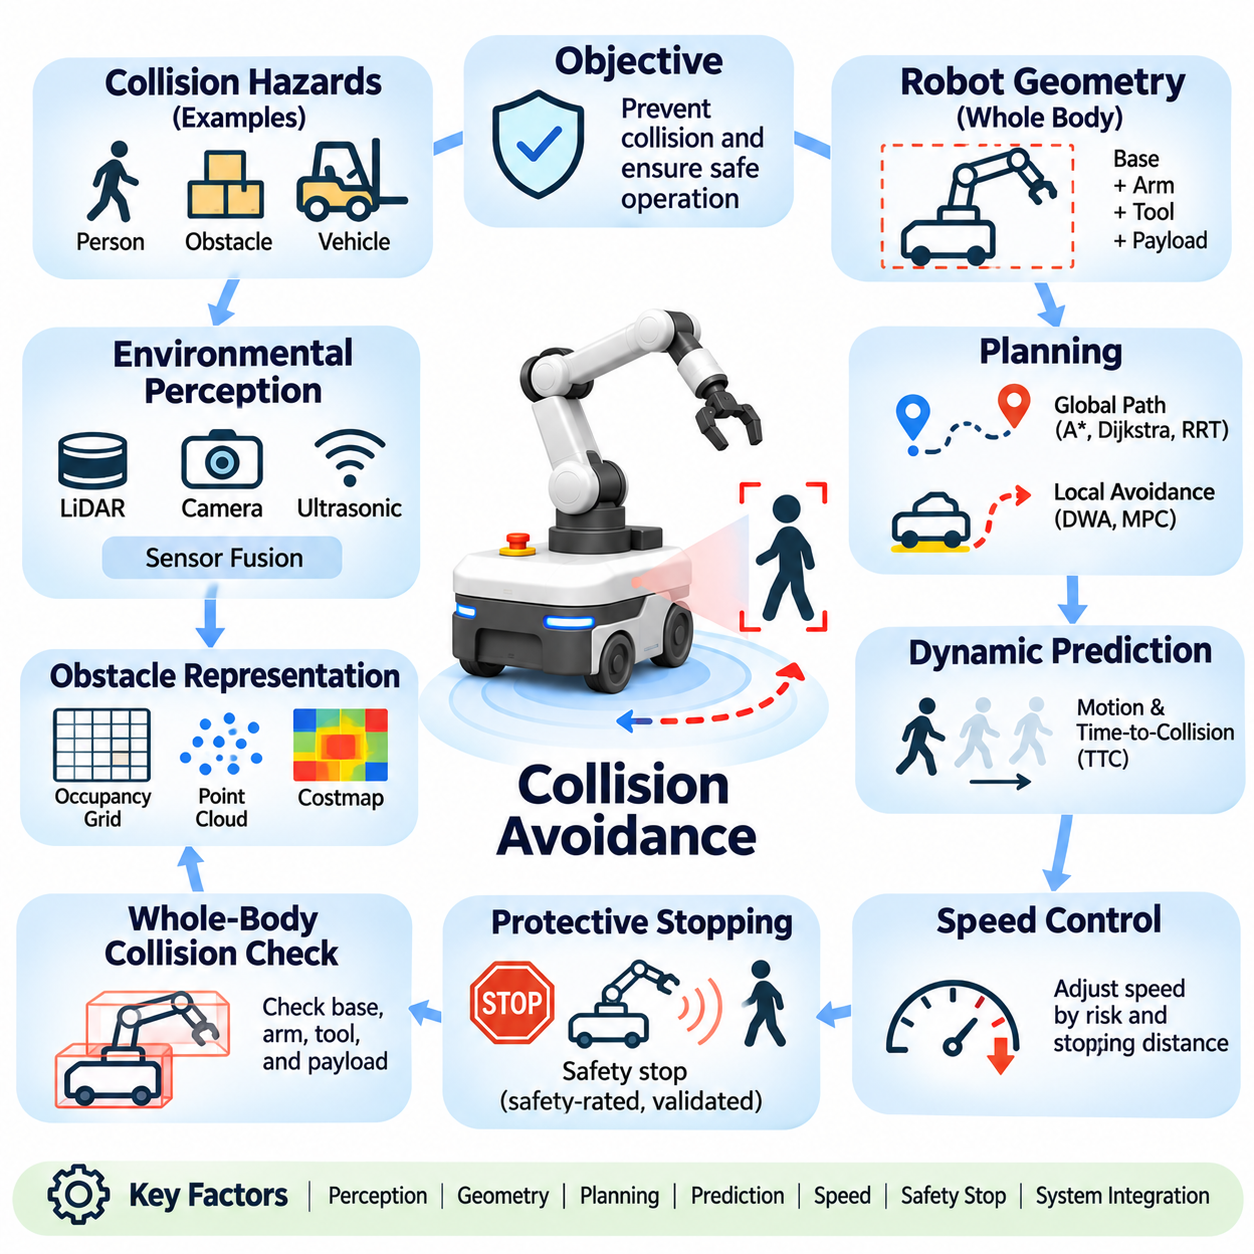 Collision Hazards
(Examples)
Person
Obstacle
Vehicle
Objective
Prevent
collision and
ensure safe
operation
Robot Geometry
(Whole Body)
Base
+ Arm
+ Tool
+ Payload
Environmental
Perception
LiDAR
Camera
Ultrasonic
Sensor Fusion
Planning
Global Path
(A*, Dijkstra, RRT)
Local Avoidance
(DWA, MPC)
Obstacle Representation
Occupancy
Grid
Point
Cloud
Costmap
Collision
Avoidance
Dynamic Prediction
Motion &
Time-to-Collision
(TTC)
Whole-Body
Collision Check
Check base,
arm, tool,
and payload
Protective Stopping
STOP
Safety stop
(safety-rated, validated)
Speed Control
Adjust speed
by risk and
stopping distance
Key Factors | Perception | Geometry | Planning | Prediction | Speed | Safety Stop | System Integration